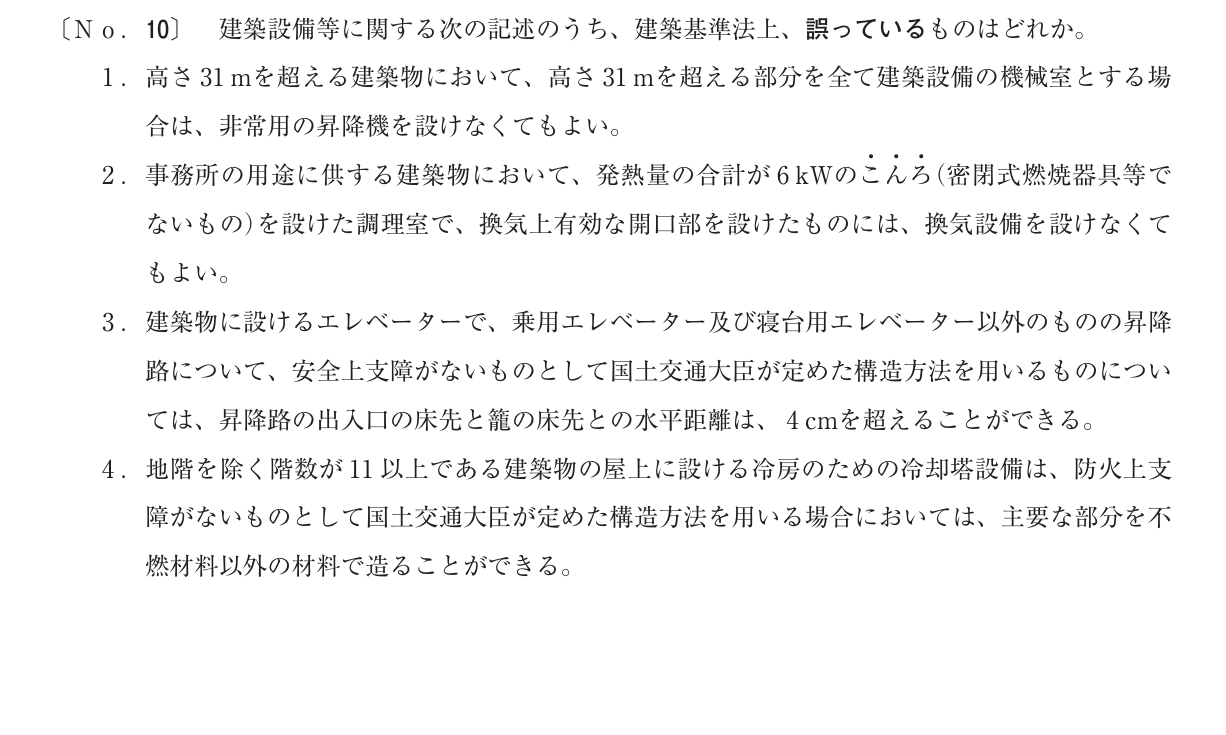 〔Ｎｏ．10〕　建築設備等に関する次の記述のうち、建築基準法上、誤っているものはどれか。
１．高さ 31 ｍを超える建築物において、高さ 31 ｍを超える部分を全て建築設備の機械室とする場
合は、非常用の昇降機を設けなくてもよい。
２．事務所の用途に供する建築物において、発熱量の合計が 6 kWのこんろ(密閉式燃焼器具等で
ないもの)を設けた調理室で、換気上有効な開口部を設けたものには、換気設備を設けなくて
もよい。
３．建築物に設けるエレベーターで、乗用エレベーター及び寝台用エレベーター以外のものの昇降
路について、安全上支障がないものとして国土交通大臣が定めた構造方法を用いるものについ
ては、昇降路の出入口の床先と籠の床先との水平距離は、 4 cmを超えることができる。
４．地階を除く階数が 11 以上である建築物の屋上に設ける冷房のための冷却塔設備は、防火上支
障がないものとして国土交通大臣が定めた構造方法を用いる場合においては、主要な部分を不
燃材料以外の材料で造ることができる。